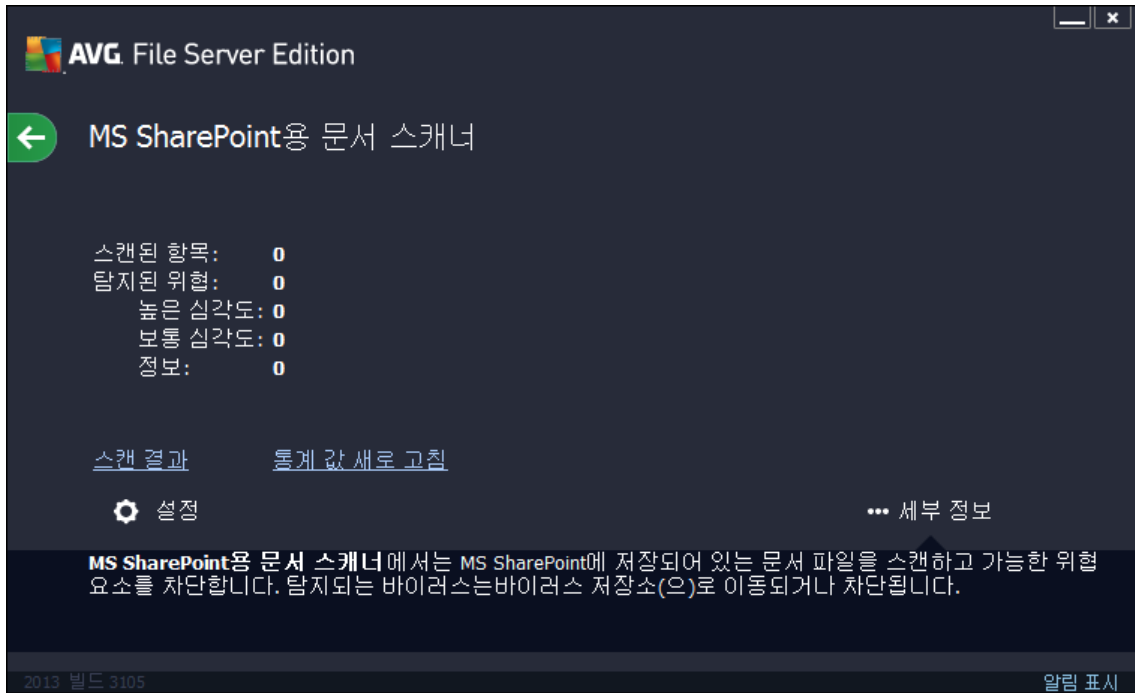 AVG. File Server Edition
MS SharePoint용 문서 스캐너
스캔된 항목: 0
탐지된 위협: 0
높은 심각도: 0
보통 심각도: 0
정보: 0
스캔 결과 통계 값 새로 고침
설정 ••• 세부 정보
MS SharePoint용 문서 스캐너에서는 MS SharePoint에 저장되어 있는 문서 파일을 스캔하고 가능한 위협
요소를 차단합니다. 탐지되는 바이러스는바이러스 저장소(으)로 이동되거나 차단됩니다.
2013 빌드 3105 알림 표시